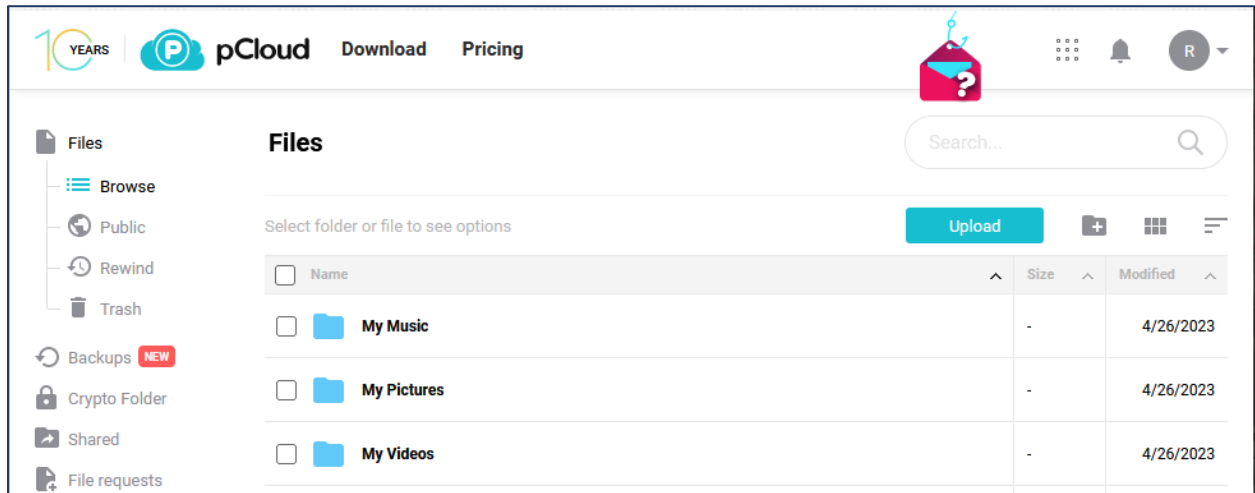 10 YEARS pCloud Download Pricing ? R
Files
Files Search...
Browse
Public Select folder or file to see options Upload
Rewind Name Size Modified
Trash
My Music - 4/26/2023
Backups NEW
My Pictures - 4/26/2023
Crypto Folder
Shared
My Videos - 4/26/2023
File requests